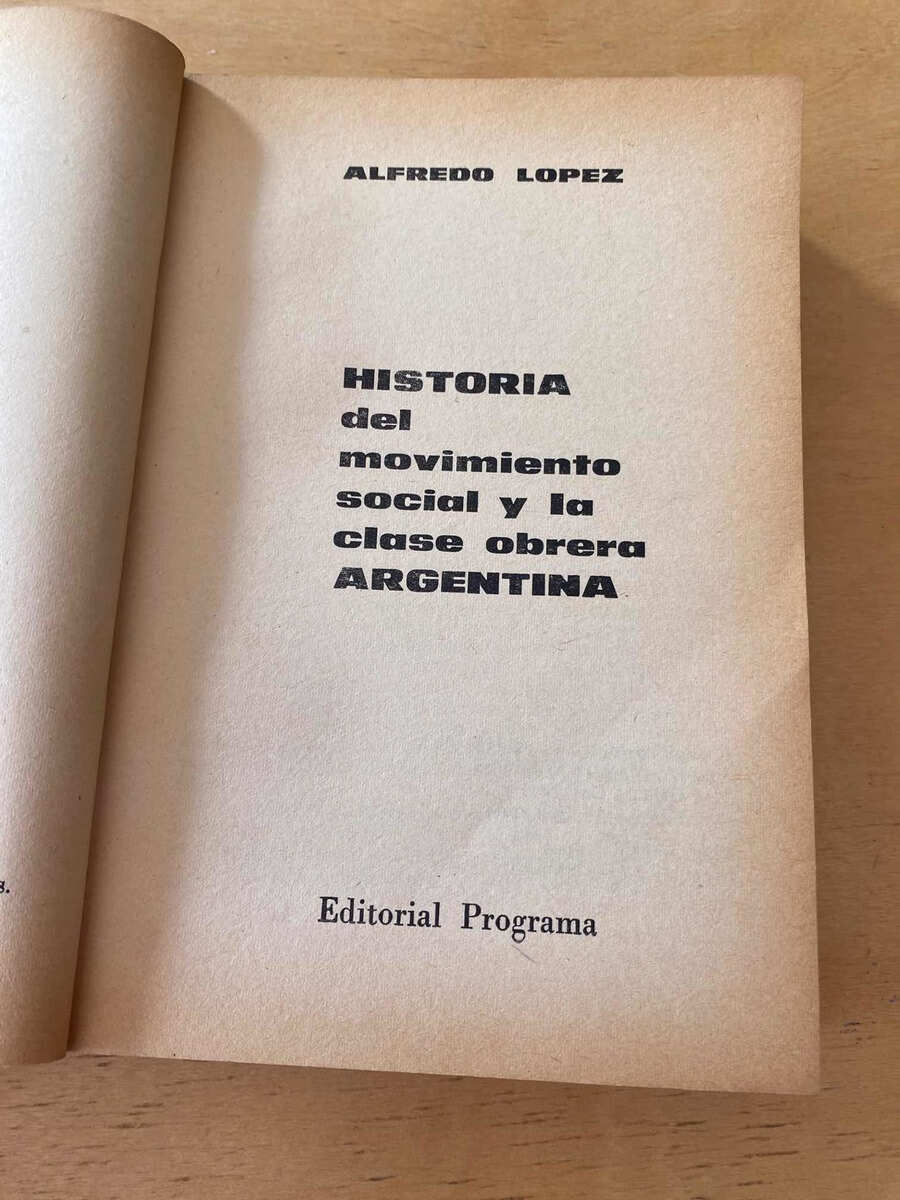 ALFREDO LOPEZ
HISTORIA
del
movimiento
social y la
clase obrera
ARGENTINA
s.
Editorial Programa